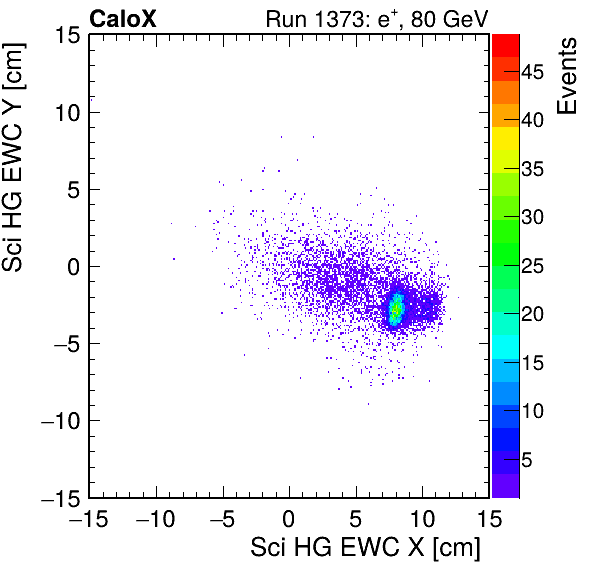 CaloX
Run 1373: e+, 80 GeV
Sci HG EWC Y [cm]
15
10
5
0
−5
−10
−15
−15 −10 −5 0 5 10 15
Sci HG EWC X [cm]
Events
45
40
35
30
25
20
15
10
5